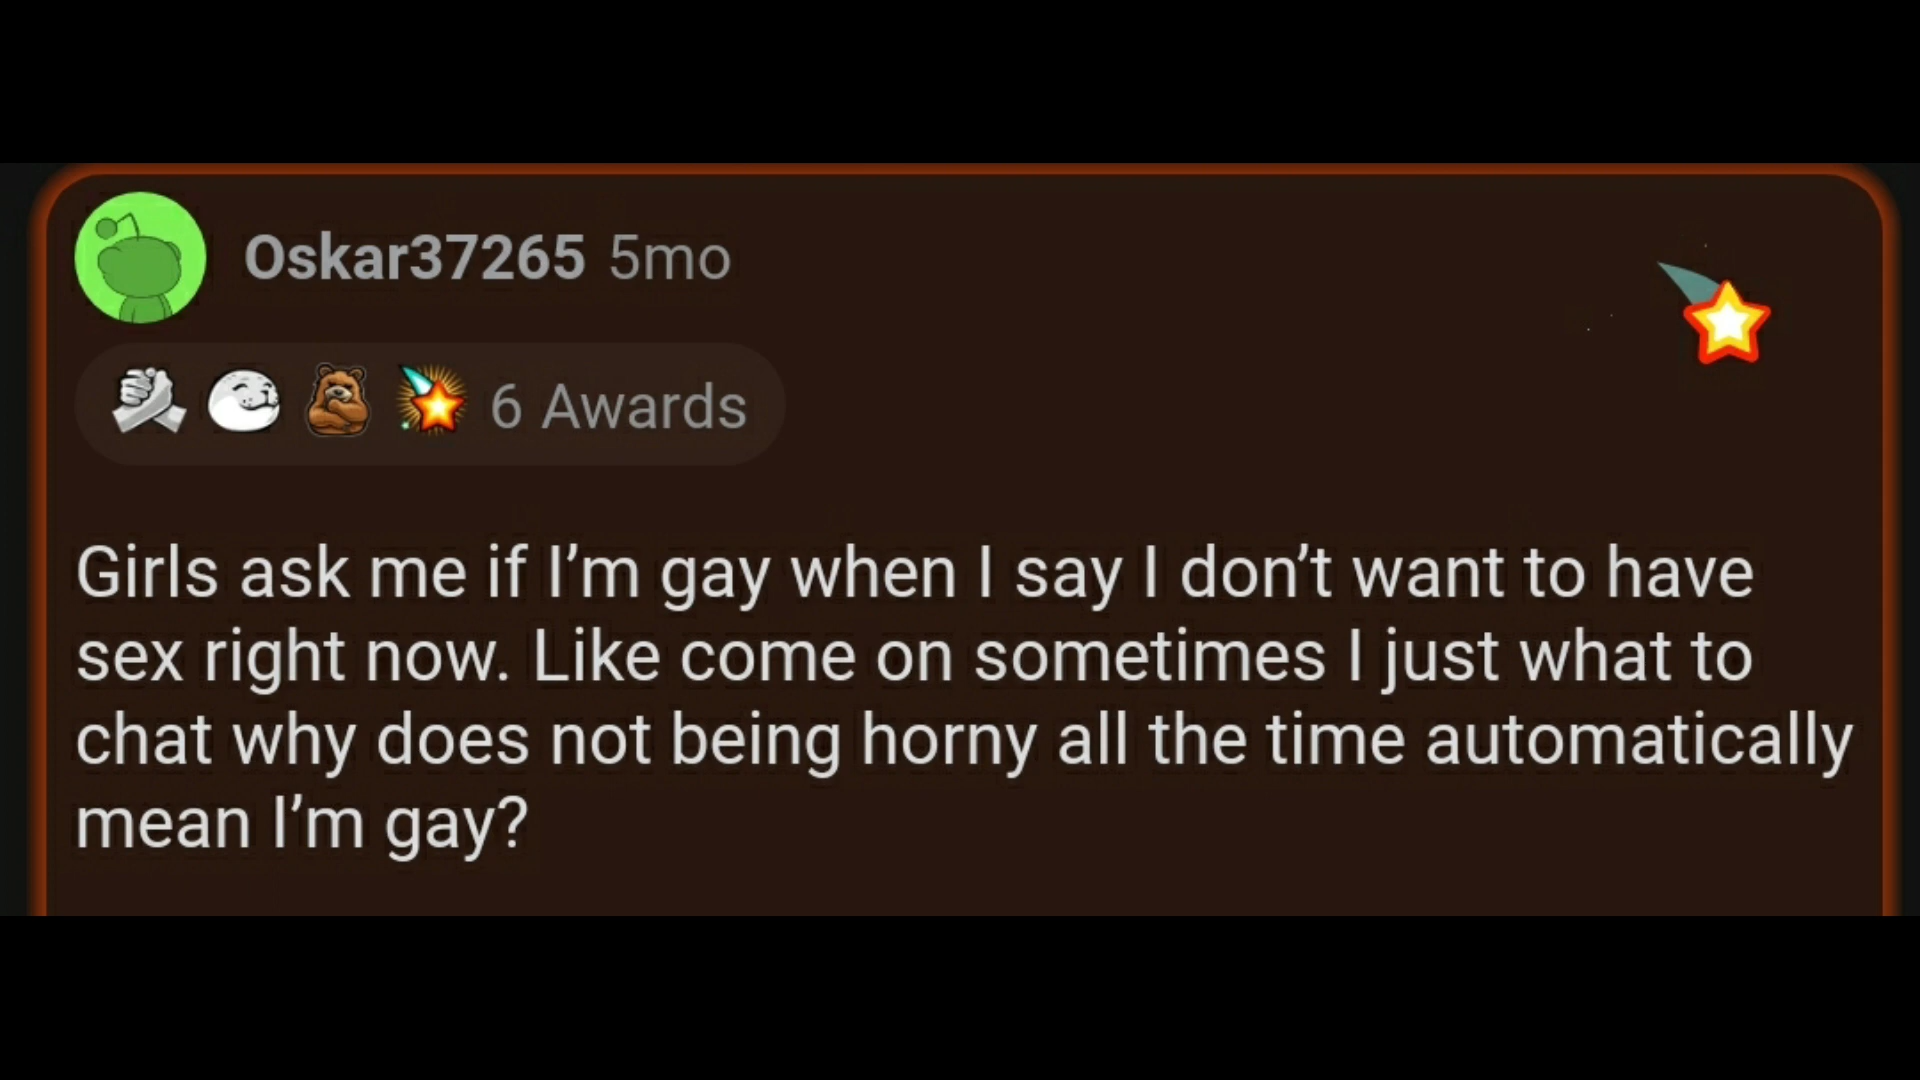 Oskar37265 5mo
6 Awards
Girls ask me if I’m gay when I say I don’t want to have
sex right now. Like come on sometimes I just what to
chat why does not being horny all the time automatically
mean I’m gay?